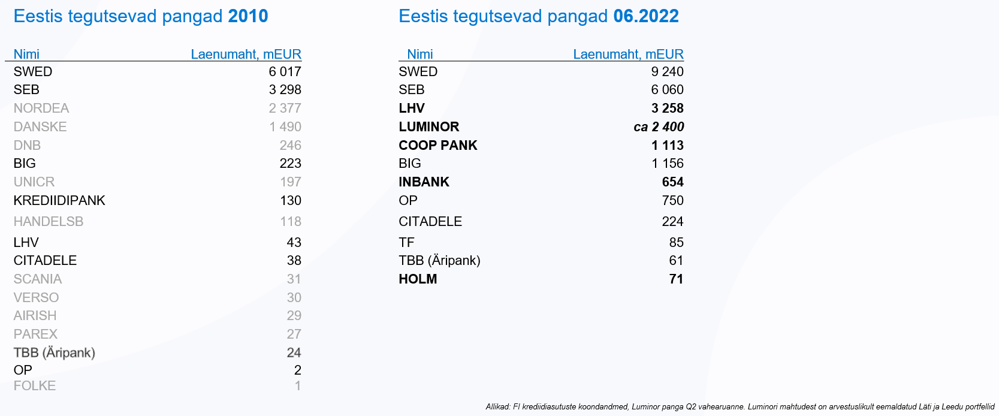 Eestis tegutsevad pangad 2010
Nimi Laenumaht, mEUR
SWED 6 017
SEB 3 298
NORDEA 2 377
DANSKE 1 490
DNB 246
BIG 223
UNICR 197
KREDIIDIPANK 130
HANDELSB 118
LHV 43
CITADELE 38
SCANIA 31
VERSO 30
AIRISH 29
PAREX 27
TBB (Äripank) 24
OP 2
FOLKE 1
Eestis tegutsevad pangad 06.2022
Nimi Laenumaht, mEUR
SWED 9 240
SEB 6 060
LHV 3 258
LUMINOR ca 2 400
COOP PANK 1 113
BIG 1 156
INBANK 654
OP 750
CITADELE 224
TF 85
TBB (Äripank) 61
HOLM 71
Allikad: FI krediidiasutuste koondandmed, Luminor panga Q2 vahearuanne. Luminori mahtudest on arvestuslikult eemaldatud Läti ja Leedu portfellid